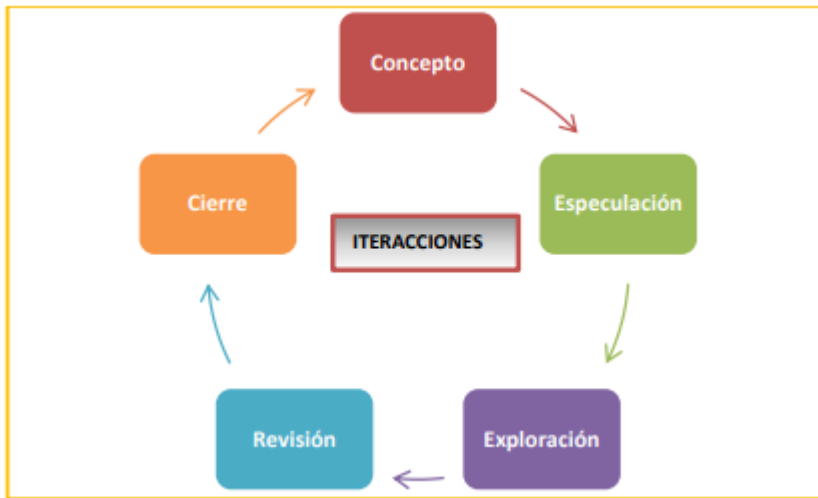 Concepto
Especulación
Exploración
Revisión
Cierre
ITERACCIONES